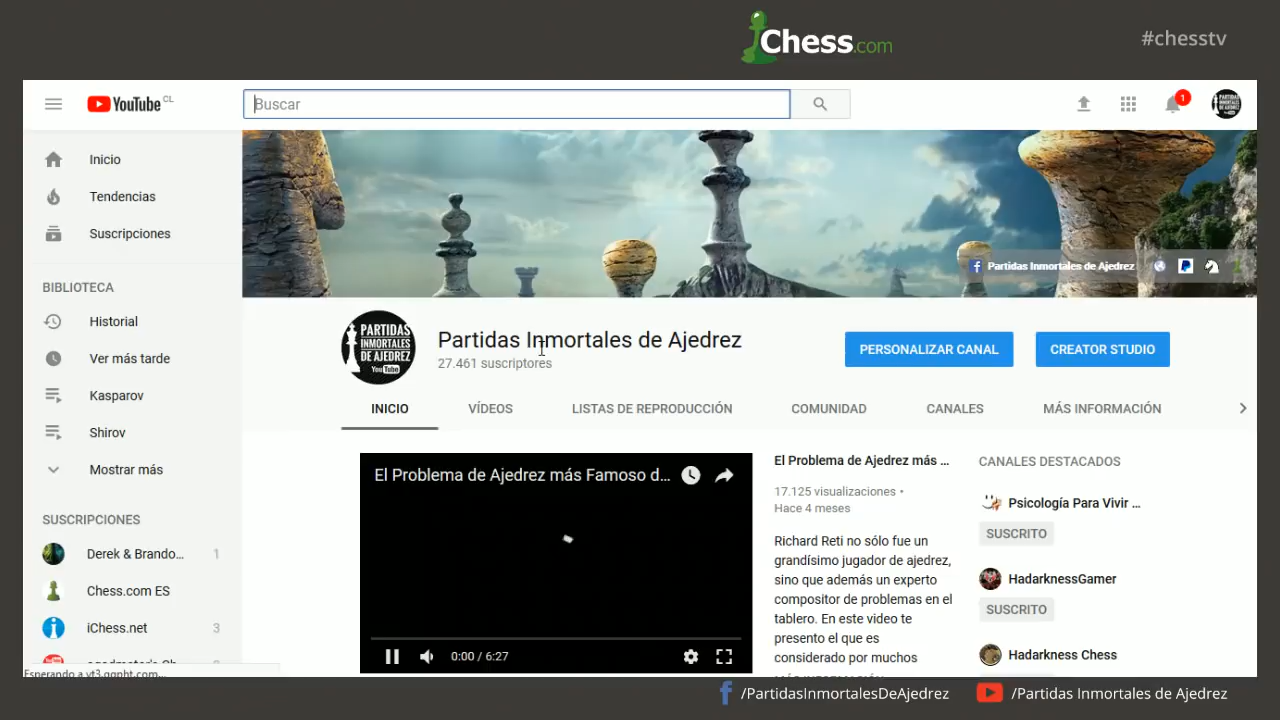 Chess.com
#chesstv
YouTube CL
Buscar
1
Inicio
Tendencias
Suscripciones
BIBLIOTECA
Historial
Ver más tarde
Kasparov
Shirov
Mostrar más
SUSCRIPCIONES
Derek & Brando... 1
Chess.com ES
iChess.net 3
Esperando a yt3.ggpht.com...
Partidas Inmortales de Ajedrez
PARTIDAS
INMORTALES
DE AJEDREZ
YouTube
Partidas Inmortales de Ajedrez
27.461 suscriptores
PERSONALIZAR CANAL
CREATOR STUDIO
INICIO VÍDEOS LISTAS DE REPRODUCCIÓN COMUNIDAD CANALES MÁS INFORMACIÓN
El Problema de Ajedrez más Famoso d...
0:00 / 6:27
El Problema de Ajedrez más ...
17.125 visualizaciones •
Hace 4 meses
Richard Reti no sólo fue un
grandísimo jugador de ajedrez,
sino que además un experto
compositor de problemas en el
tablero. En este video te
presento el que es
considerado por muchos
CANALES DESTACADOS
Psicología Para Vivir ...
SUSCRITO
HadarknessGamer
SUSCRITO
Hadarkness Chess
/PartidasInmortalesDeAjedrez
/Partidas Inmortales de Ajedrez